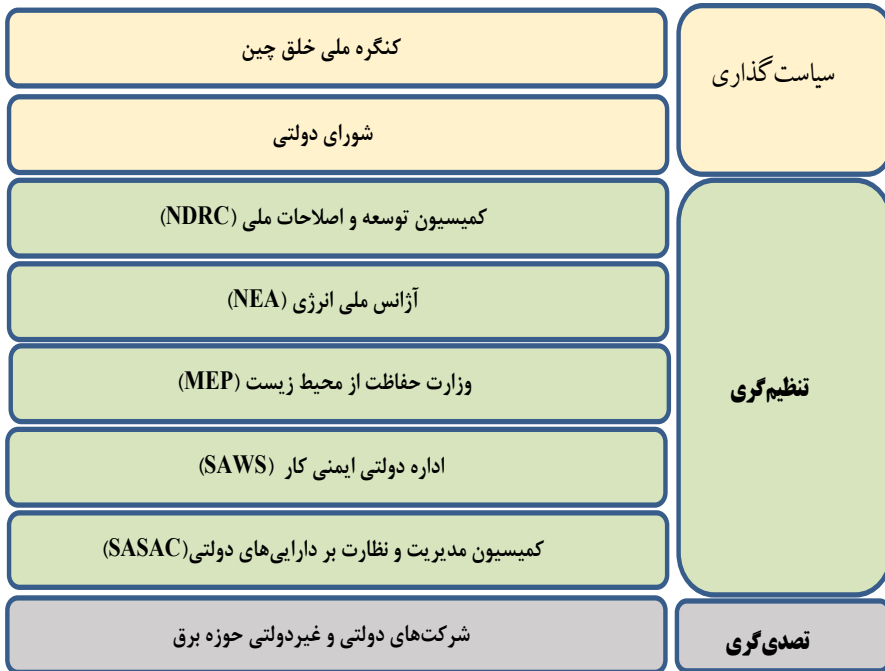 سیاست‌گذاری
کنگره ملی خلق چین
شورای دولتی
تنظیم‌گری
کمیسیون توسعه و اصلاحات ملی (NDRC)
آژانس ملی انرژی (NEA)
وزارت حفاظت از محیط زیست (MEP)
اداره دولتی ایمنی کار (SAWS)
کمیسیون مدیریت و نظارت بر دارایی‌های دولتی(SASAC)
تصدی‌گری
شرکت‌های دولتی و غیردولتی حوزه برق